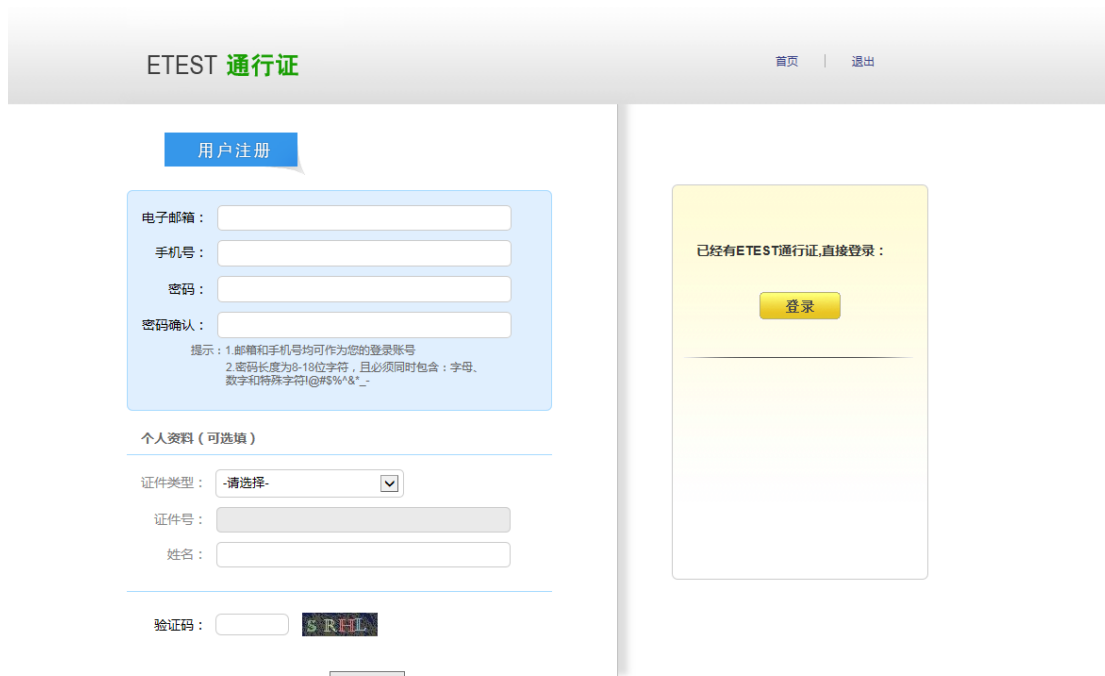 ETEST 通行证
首页 | 退出
用户注册
电子邮箱：
手机号：
密码：
密码确认：
提示：1.邮箱和手机号均可作为您的登录账号
2.密码长度为8-18位字符，且必须同时包含：字母、
数字和特殊字符!@#$%^&*_-
个人资料（可选填）
证件类型： -请选择-
证件号：
姓名：
验证码： S RHL
已经有ETEST通行证,直接登录：
登录